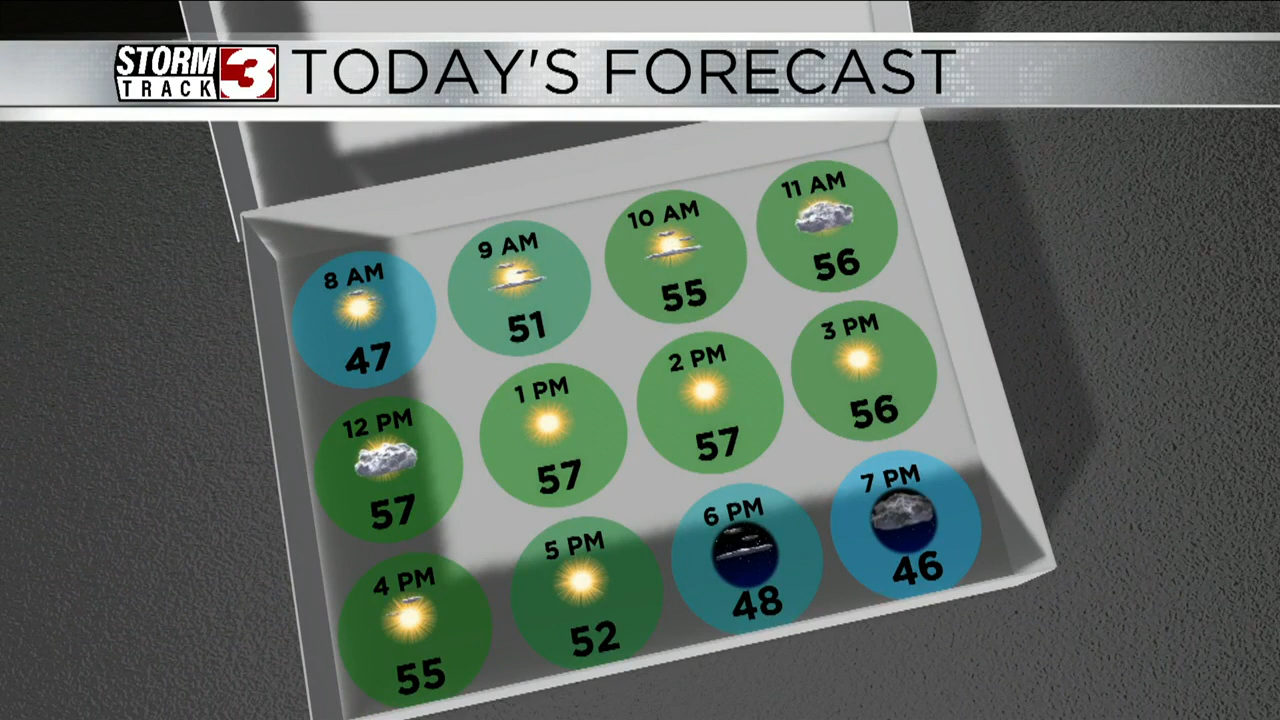 STORM
TRACK 3
TODAY'S FORECAST
8 AM
47
9 AM
51
10 AM
55
11 AM
56
12 PM
57
1 PM
57
2 PM
57
3 PM
56
4 PM
55
5 PM
52
6 PM
48
7 PM
46